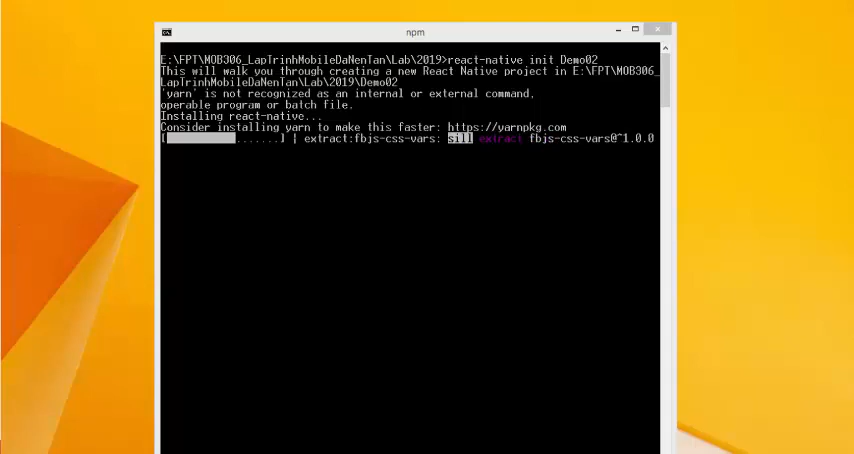 npm
E:\FPT\MOB306_LapTrinhMobileDaNenTan\Lab\2019>react-native init Demo02
This will walk you through creating a new React Native project in E:\FPT\MOB306_
LapTrinhMobileDaNenTan\Lab\2019\Demo02
'yarn' is not recognized as an internal or external command,
operable program or batch file.
Installing react-native...
Consider installing yarn to make this faster: https://yarnpkg.com
[ .......] | extract:fbjs-css-vars: sill extract fbjs-css-vars@^1.0.0